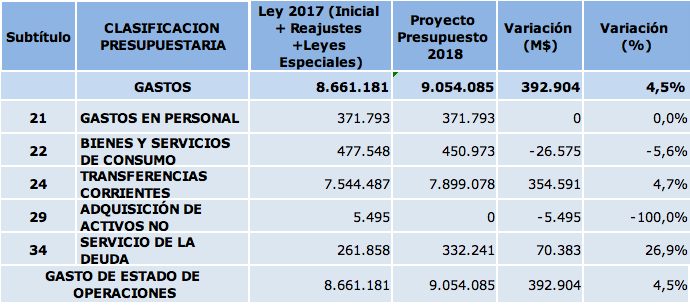 Subtítulo CLASIFICACION PRESUPUESTARIA Ley 2017 (Inicial + Reajustes +Leyes Especiales) Proyecto Presupuesto 2018 Variación (M$) Variación (%)
GASTOS 8.661.181 9.054.085 392.904 4,5%
21 GASTOS EN PERSONAL 371.793 371.793 0 0,0%
22 BIENES Y SERVICIOS DE CONSUMO 477.548 450.973 -26.575 -5,6%
24 TRANSFERENCIAS CORRIENTES 7.544.487 7.899.078 354.591 4,7%
29 ADQUISICIÓN DE ACTIVOS NO 5.495 0 -5.495 -100,0%
34 SERVICIO DE LA DEUDA 261.858 332.241 70.383 26,9%
GASTO DE ESTADO DE OPERACIONES 8.661.181 9.054.085 392.904 4,5%